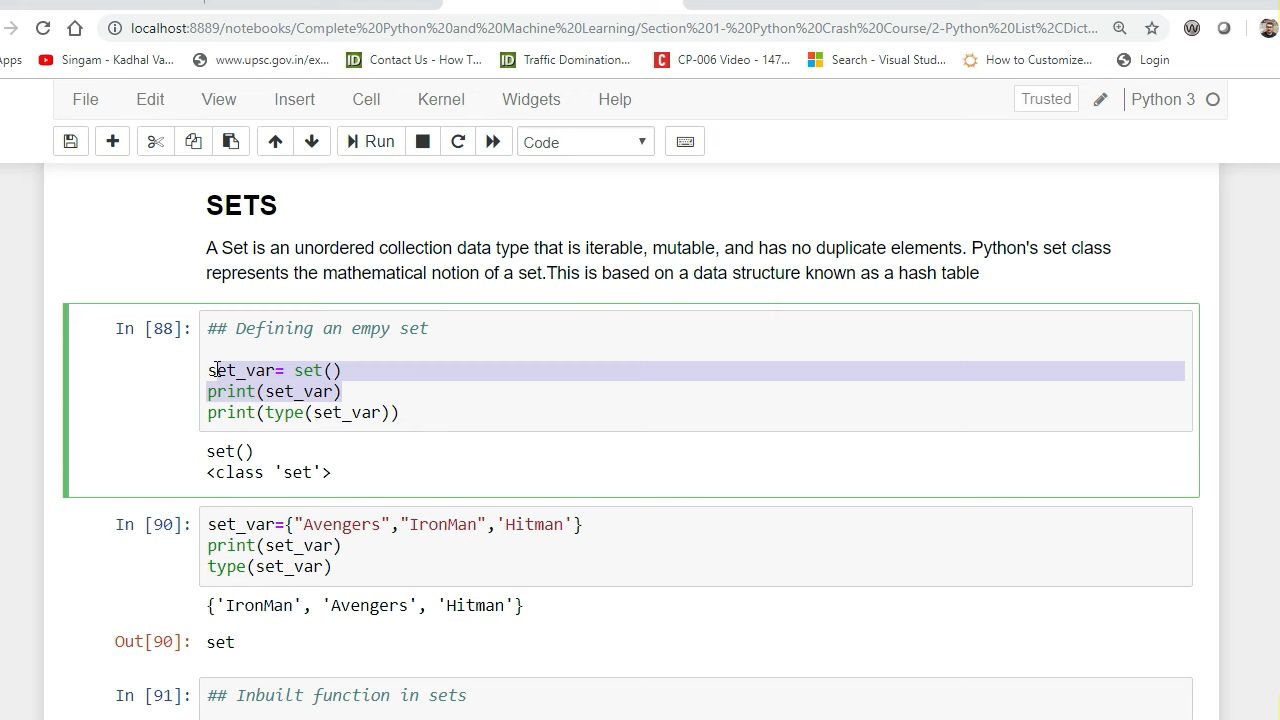 localhost:8889/notebooks/Complete%20Python%20and%20Machine%20Learning/Section%201-%20Python%20Crash%20Course/2-Python%20List%2CDict...
Apps Singam Kadhal Va... www.upsc.gov.in/ex... ID Contact Us - How T... ID Traffic Domination... C CP-006 Video - 147... Search - Visual Stud... How to Customize... Login
File Edit View Insert Cell Kernel Widgets Help Trusted Python 3
Run Code
SETS
A Set is an unordered collection data type that is iterable, mutable, and has no duplicate elements. Python's set class
represents the mathematical notion of a set.This is based on a data structure known as a hash table
In [88]: ## Defining an empy set
set_var= set()
print(set_var)
print(type(set_var))
set()
<class 'set'>
In [90]: set_var={"Avengers","IronMan",'Hitman'}
print(set_var)
type(set_var)
{'IronMan', 'Avengers', 'Hitman'}
Out[90]: set
In [91]: ## Inbuilt function in sets